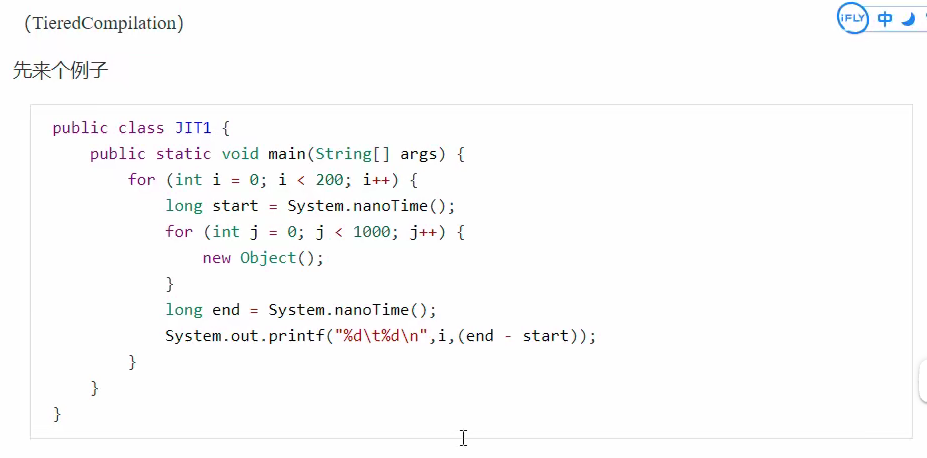 (TieredCompilation)
iFLY 中
先来个例子
public class JIT1 {
    public static void main(String[] args) {
        for (int i = 0; i < 200; i++) {
            long start = System.nanoTime();
            for (int j = 0; j < 1000; j++) {
                new Object();
            }
            long end = System.nanoTime();
            System.out.printf("%d\t%d\n",i,(end - start));
        }
    }
}